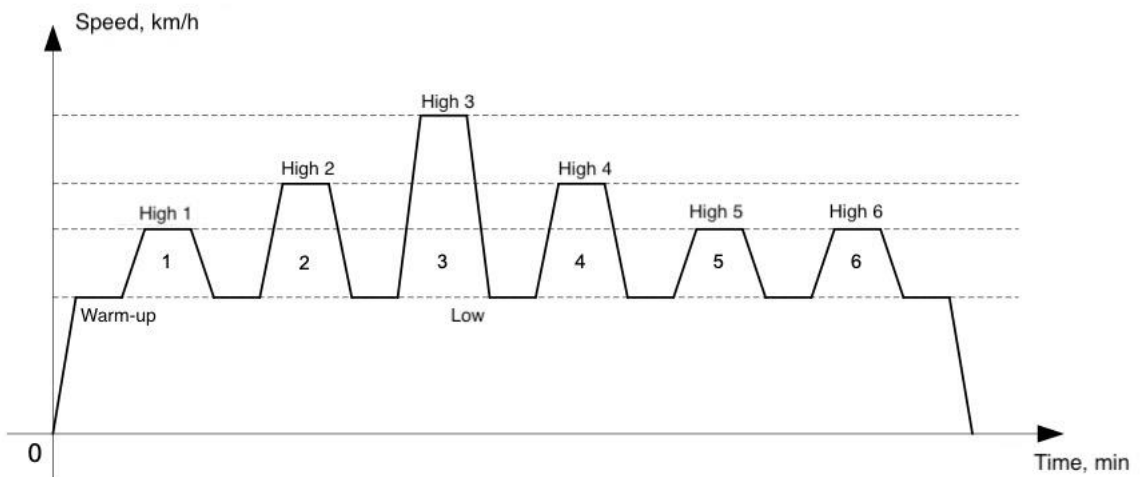 Speed, km/h
High 3
High 2
High 4
High 1
High 5
High 6
1
2
3
4
5
6
Warm-up
Low
0
Time, min